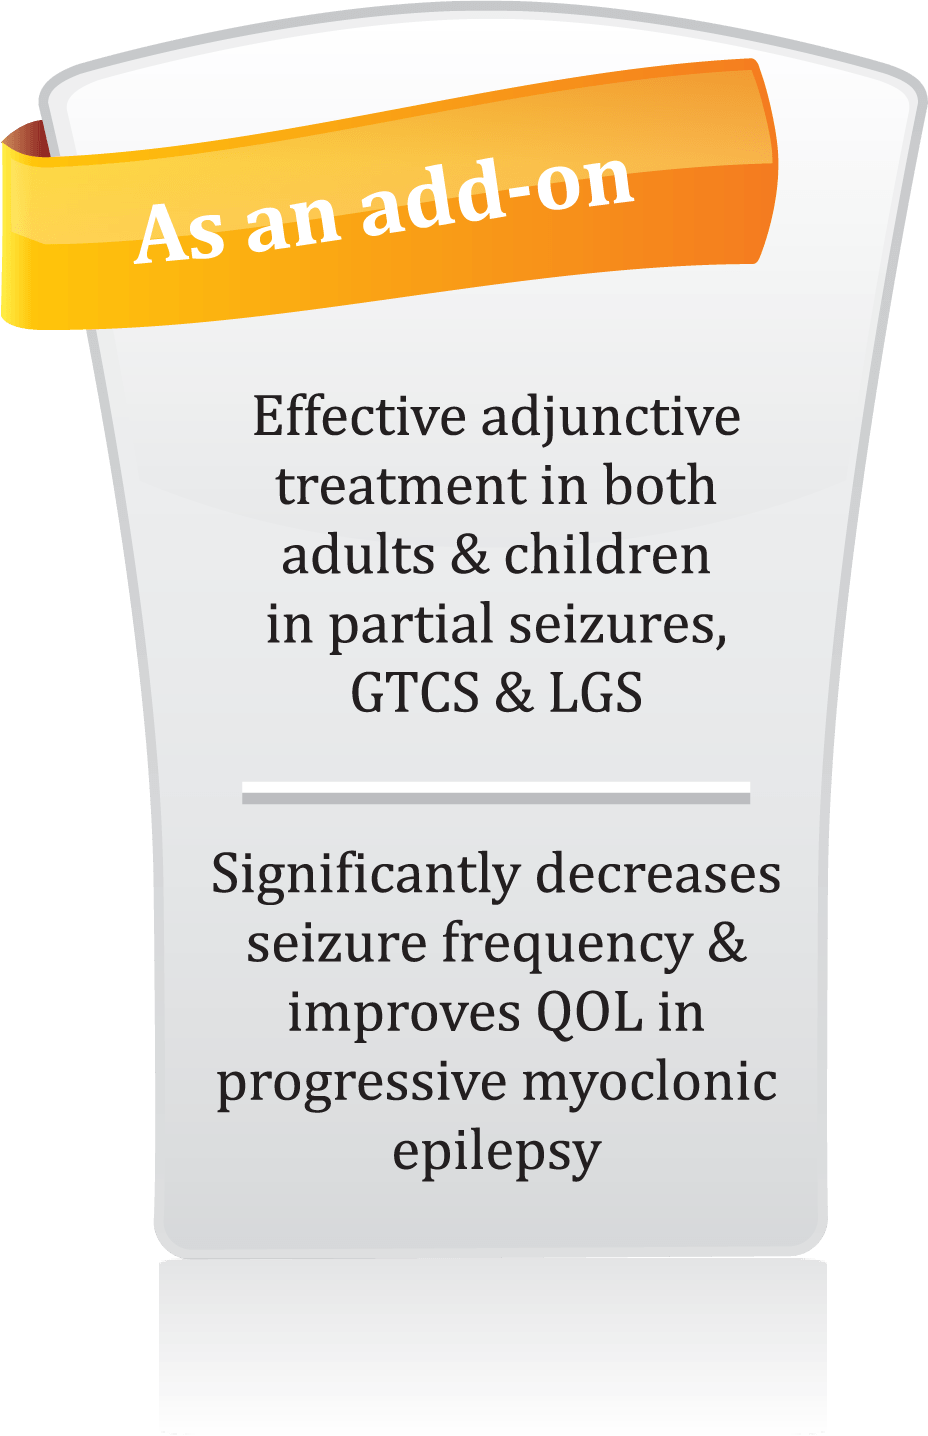 As an add-on
Effective adjunctive
treatment in both
adults & children
in partial seizures,
GTCS & LGS
Significantly decreases
seizure frequency &
improves QOL in
progressive myoclonic
epilepsy